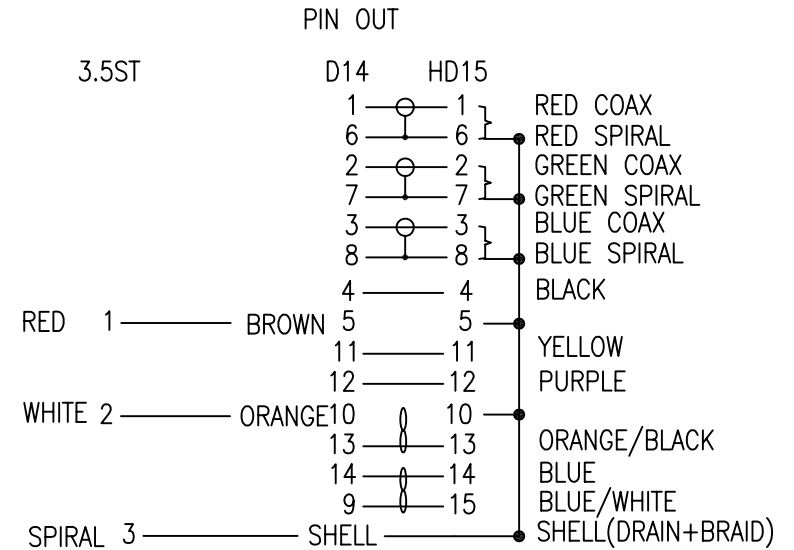 PIN OUT
3.5ST D14 HD15
1 1 RED COAX
6 6 RED SPIRAL
2 2 GREEN COAX
7 7 GREEN SPIRAL
3 3 BLUE COAX
8 8 BLUE SPIRAL
4 4 BLACK
RED 1 BROWN 5 5
11 11 YELLOW
12 12 PURPLE
WHITE 2 ORANGE 10 10
13 13 ORANGE/BLACK
14 14 BLUE
9 15 BLUE/WHITE
SPIRAL 3 SHELL SHELL(DRAIN+BRAID)